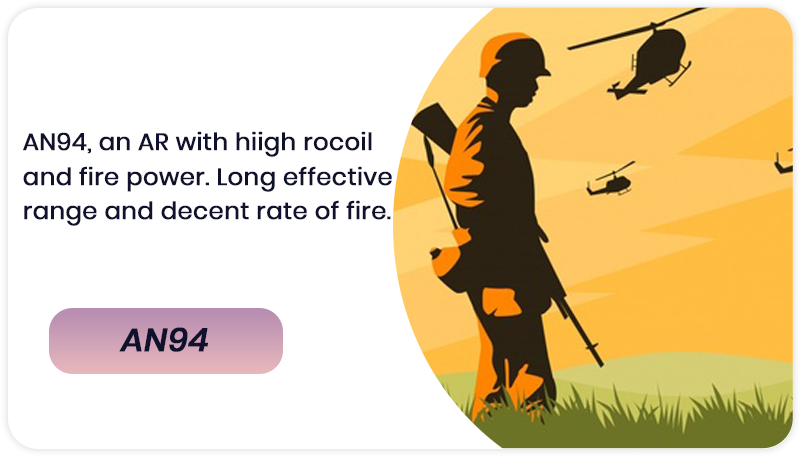 AN94, an AR with hiigh rocoil
and fire power. Long effective
range and decent rate of fire.
AN94